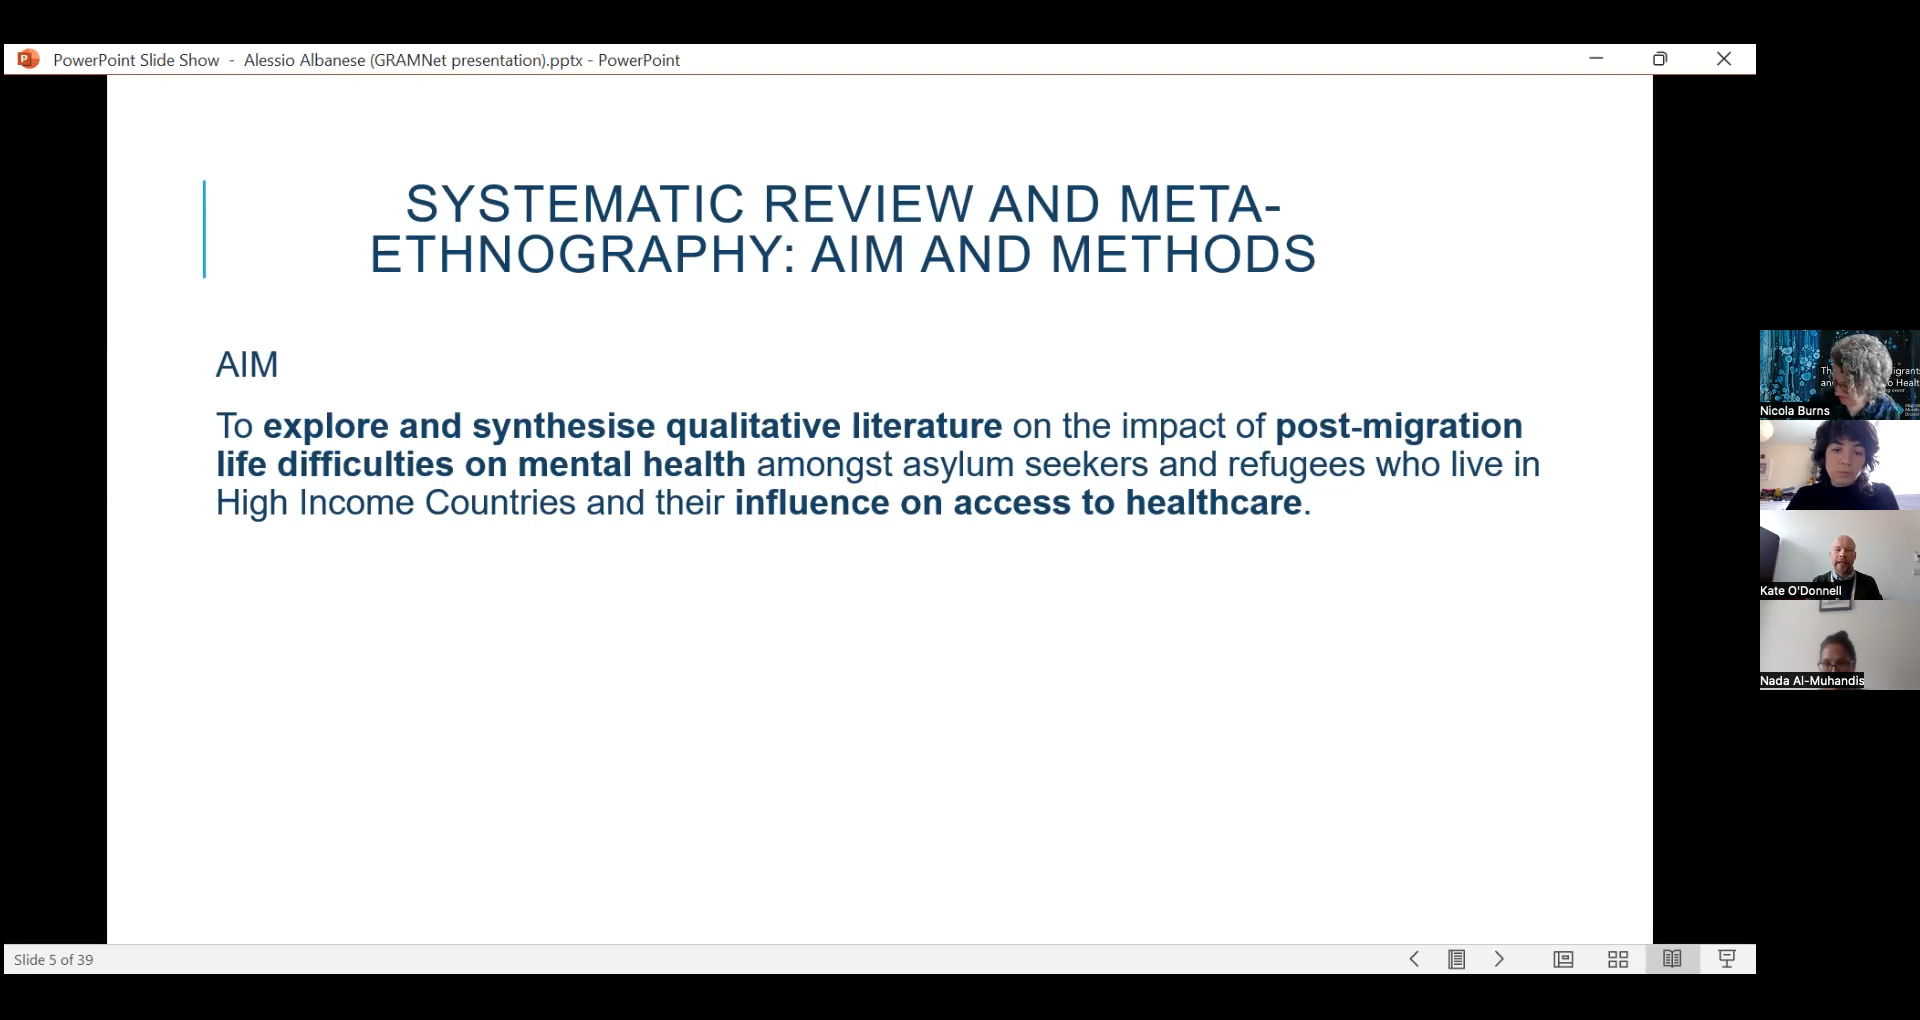 PowerPoint Slide Show - Alessio Albanese (GRAMNet presentation).pptx - PowerPoint
SYSTEMATIC REVIEW AND META-
ETHNOGRAPHY: AIM AND METHODS
AIM
To explore and synthesise qualitative literature on the impact of post-migration
life difficulties on mental health amongst asylum seekers and refugees who live in
High Income Countries and their influence on access to healthcare.
Nicola Burns
Kate O'Donnell
Nada Al-Muhandis
Slide 5 of 39